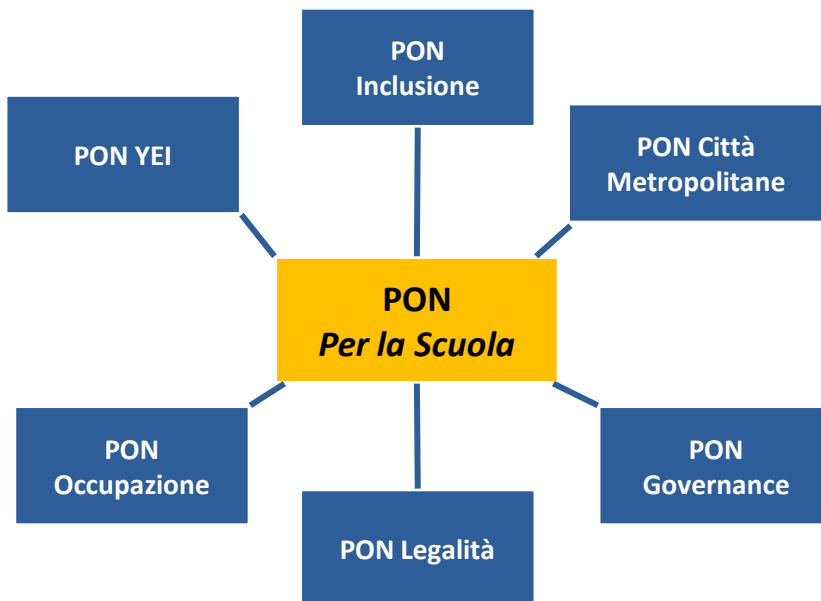 PON
Inclusione
PON YEI
PON Città
Metropolitane
PON
Per la Scuola
PON
Occupazione
PON
Governance
PON Legalità